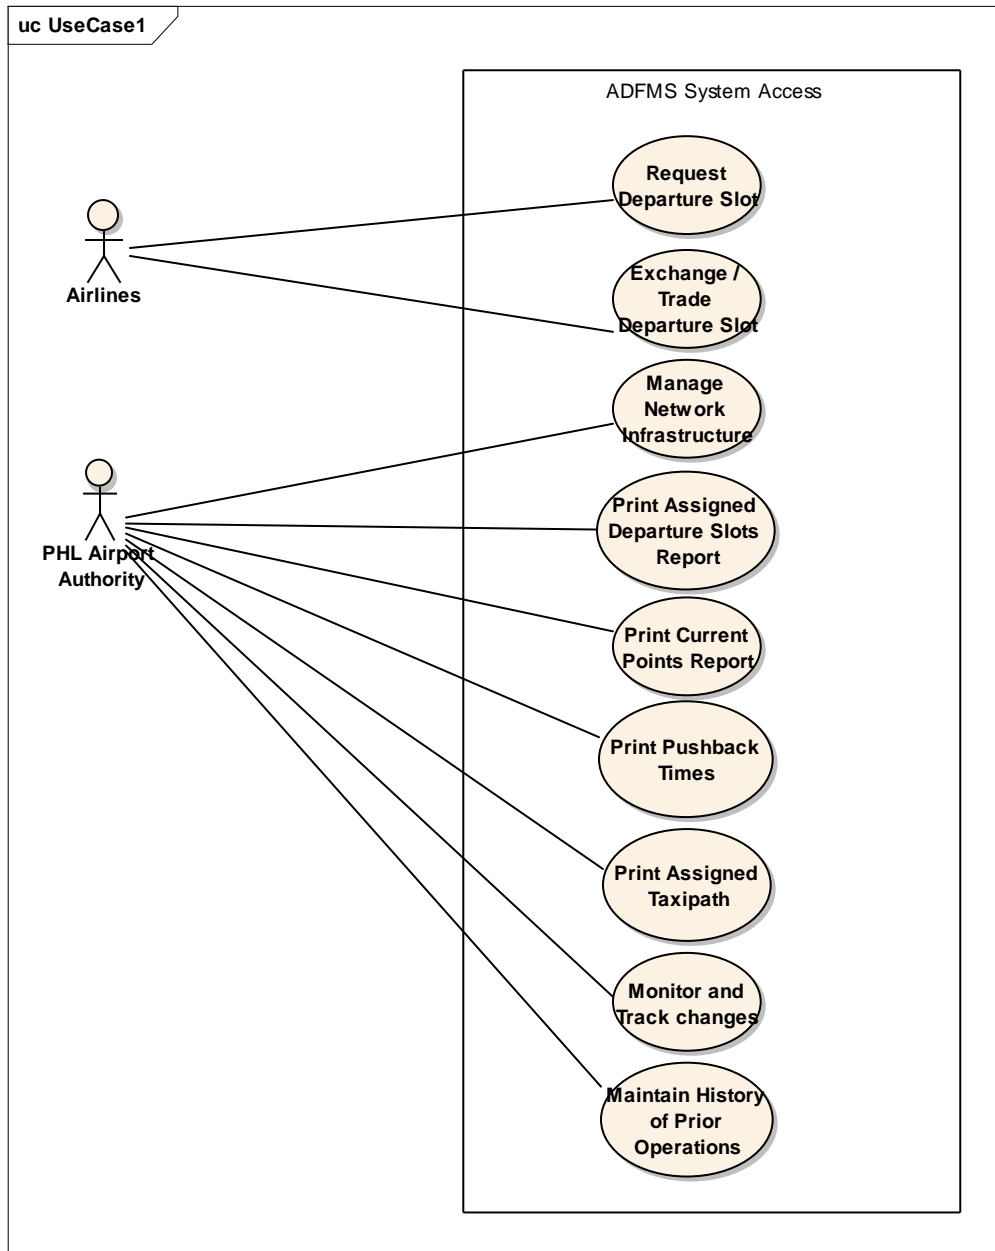 uc UseCase1
ADFMS System Access
Request
Departure Slot
Airlines
Exchange /
Trade
Departure Slot
Manage
Network
Infrastructure
PHL Airport
Authority
Print Assigned
Departure Slots
Report
Print Current
Points Report
Print Pushback
Times
Print Assigned
Taxipath
Monitor and
Track changes
Maintain History
of Prior
Operations